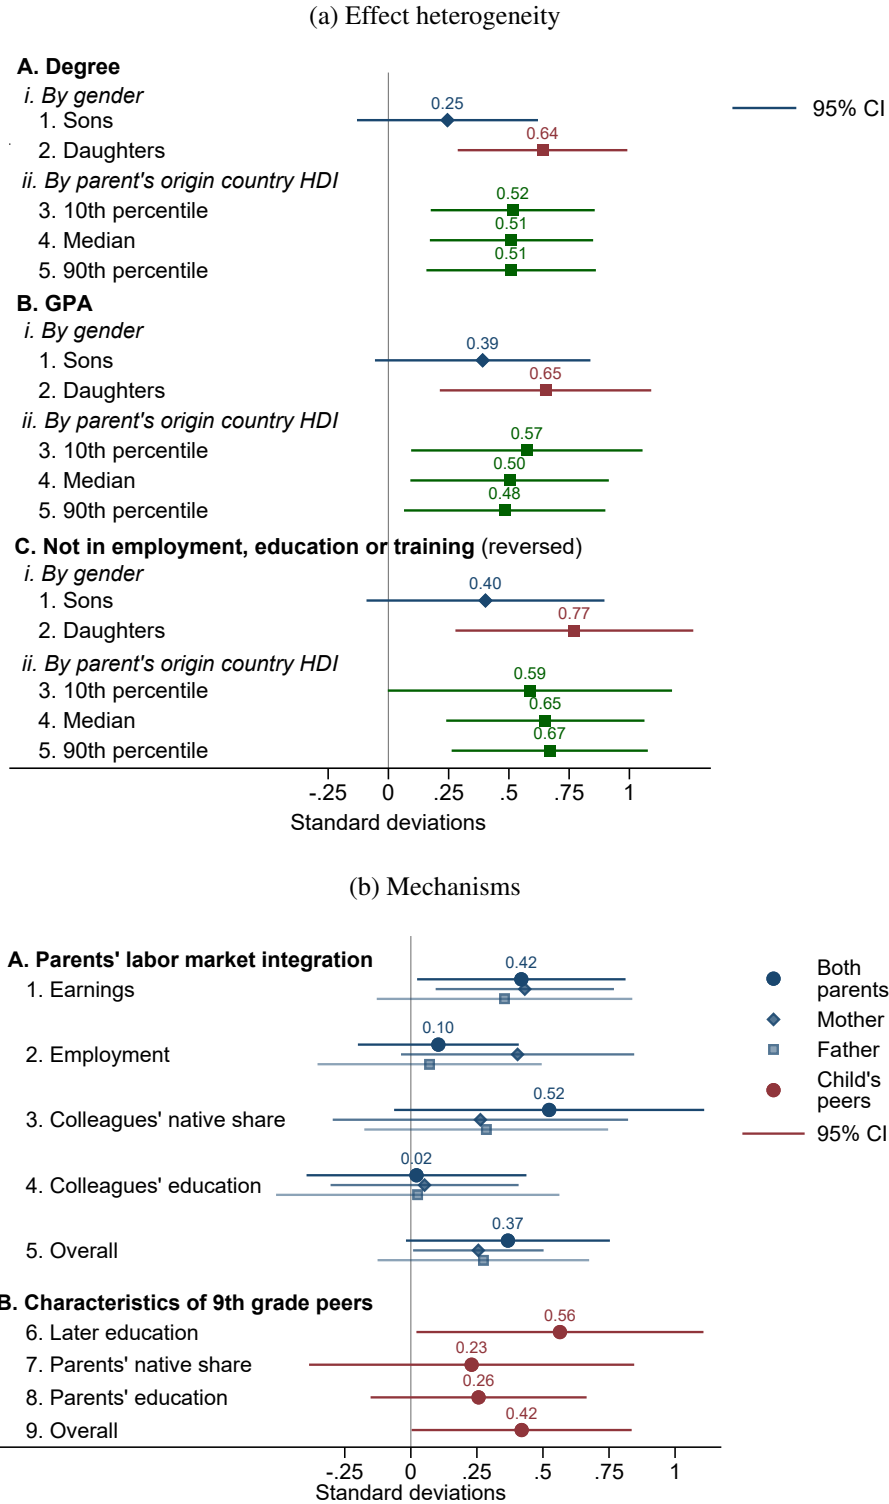 (a) Effect heterogeneity
A. Degree
i. By gender
0.25
95% CI
1. Sons
0.64
2. Daughters
ii. By parent's origin country HDI
0.52
3. 10th percentile
0.51
4. Median
0.51
5. 90th percentile
B. GPA
i. By gender
0.39
1. Sons
0.65
2. Daughters
ii. By parent's origin country HDI
0.57
3. 10th percentile
0.50
4. Median
0.48
5. 90th percentile
C. Not in employment, education or training (reversed)
i. By gender
0.40
1. Sons
0.77
2. Daughters
ii. By parent's origin country HDI
0.59
3. 10th percentile
0.65
4. Median
0.67
5. 90th percentile
-.25 0 .25 .5 .75 1
Standard deviations
(b) Mechanisms
A. Parents' labor market integration
0.42
1. Earnings
0.10
2. Employment
0.52
3. Colleagues' native share
0.02
4. Colleagues' education
0.37
5. Overall
Both
parents
Mother
Father
Child's
peers
95% CI
B. Characteristics of 9th grade peers
0.56
6. Later education
0.23
7. Parents' native share
0.26
8. Parents' education
0.42
9. Overall
-.25 0 .25 .5 .75 1
Standard deviations